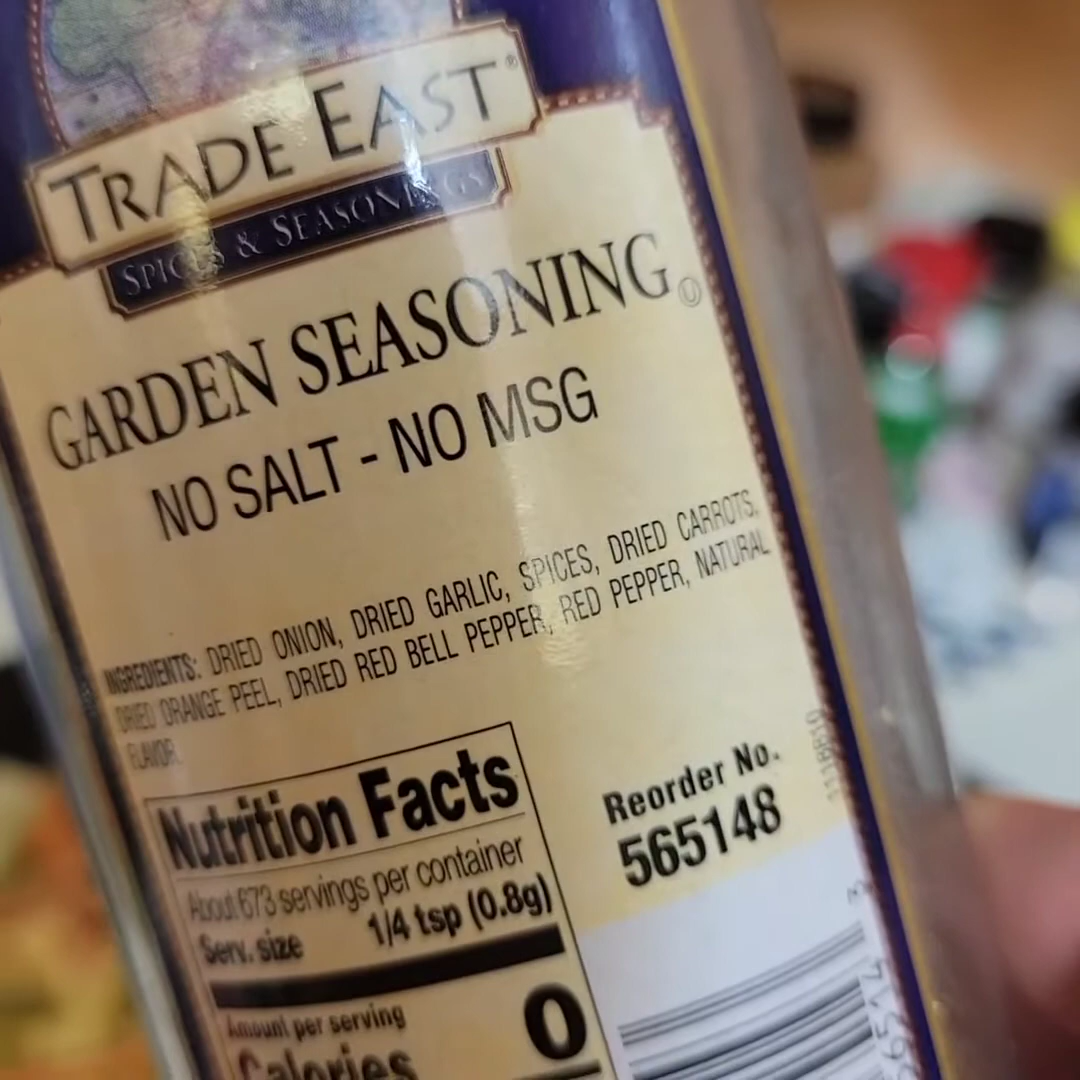 TRADE EAST®
SPICES & SEASONINGS
GARDEN SEASONING Ⓤ
NO SALT - NO MSG
INGREDIENTS: DRIED ONION, DRIED GARLIC, SPICES, DRIED CARROTS,
DRIED ORANGE PEEL, DRIED RED BELL PEPPER, RED PEPPER, NATURAL
FLAVOR.
Nutrition Facts
About 673 servings per container
Serv. size 1/4 tsp (0.8g)
Amount per serving
Calories 0
Reorder No.
565148
3